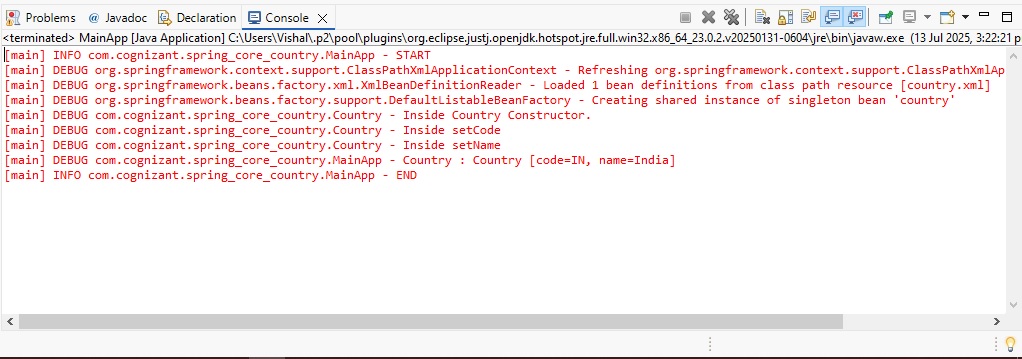 Problems @ Javadoc Declaration Console
<terminated> MainApp [Java Application] C:\Users\Vishal\.p2\pool\plugins\org.eclipse.justj.openjdk.hotspot.jre.full.win32.x86_64_23.0.2.v20250131-0604\jre\bin\javaw.exe (13 Jul 2025, 3:22:21 p
[main] INFO com.cognizant.spring_core_country.MainApp - START
[main] DEBUG org.springframework.context.support.ClassPathXmlApplicationContext - Refreshing org.springframework.context.support.ClassPathXmlAp
[main] DEBUG org.springframework.beans.factory.xml.XmlBeanDefinitionReader - Loaded 1 bean definitions from class path resource [country.xml]
[main] DEBUG org.springframework.beans.factory.support.DefaultListableBeanFactory - Creating shared instance of singleton bean 'country'
[main] DEBUG com.cognizant.spring_core_country.Country - Inside Country Constructor.
[main] DEBUG com.cognizant.spring_core_country.Country - Inside setCode
[main] DEBUG com.cognizant.spring_core_country.Country - Inside setName
[main] DEBUG com.cognizant.spring_core_country.MainApp - Country : Country [code=IN, name=India]
[main] INFO com.cognizant.spring_core_country.MainApp - END